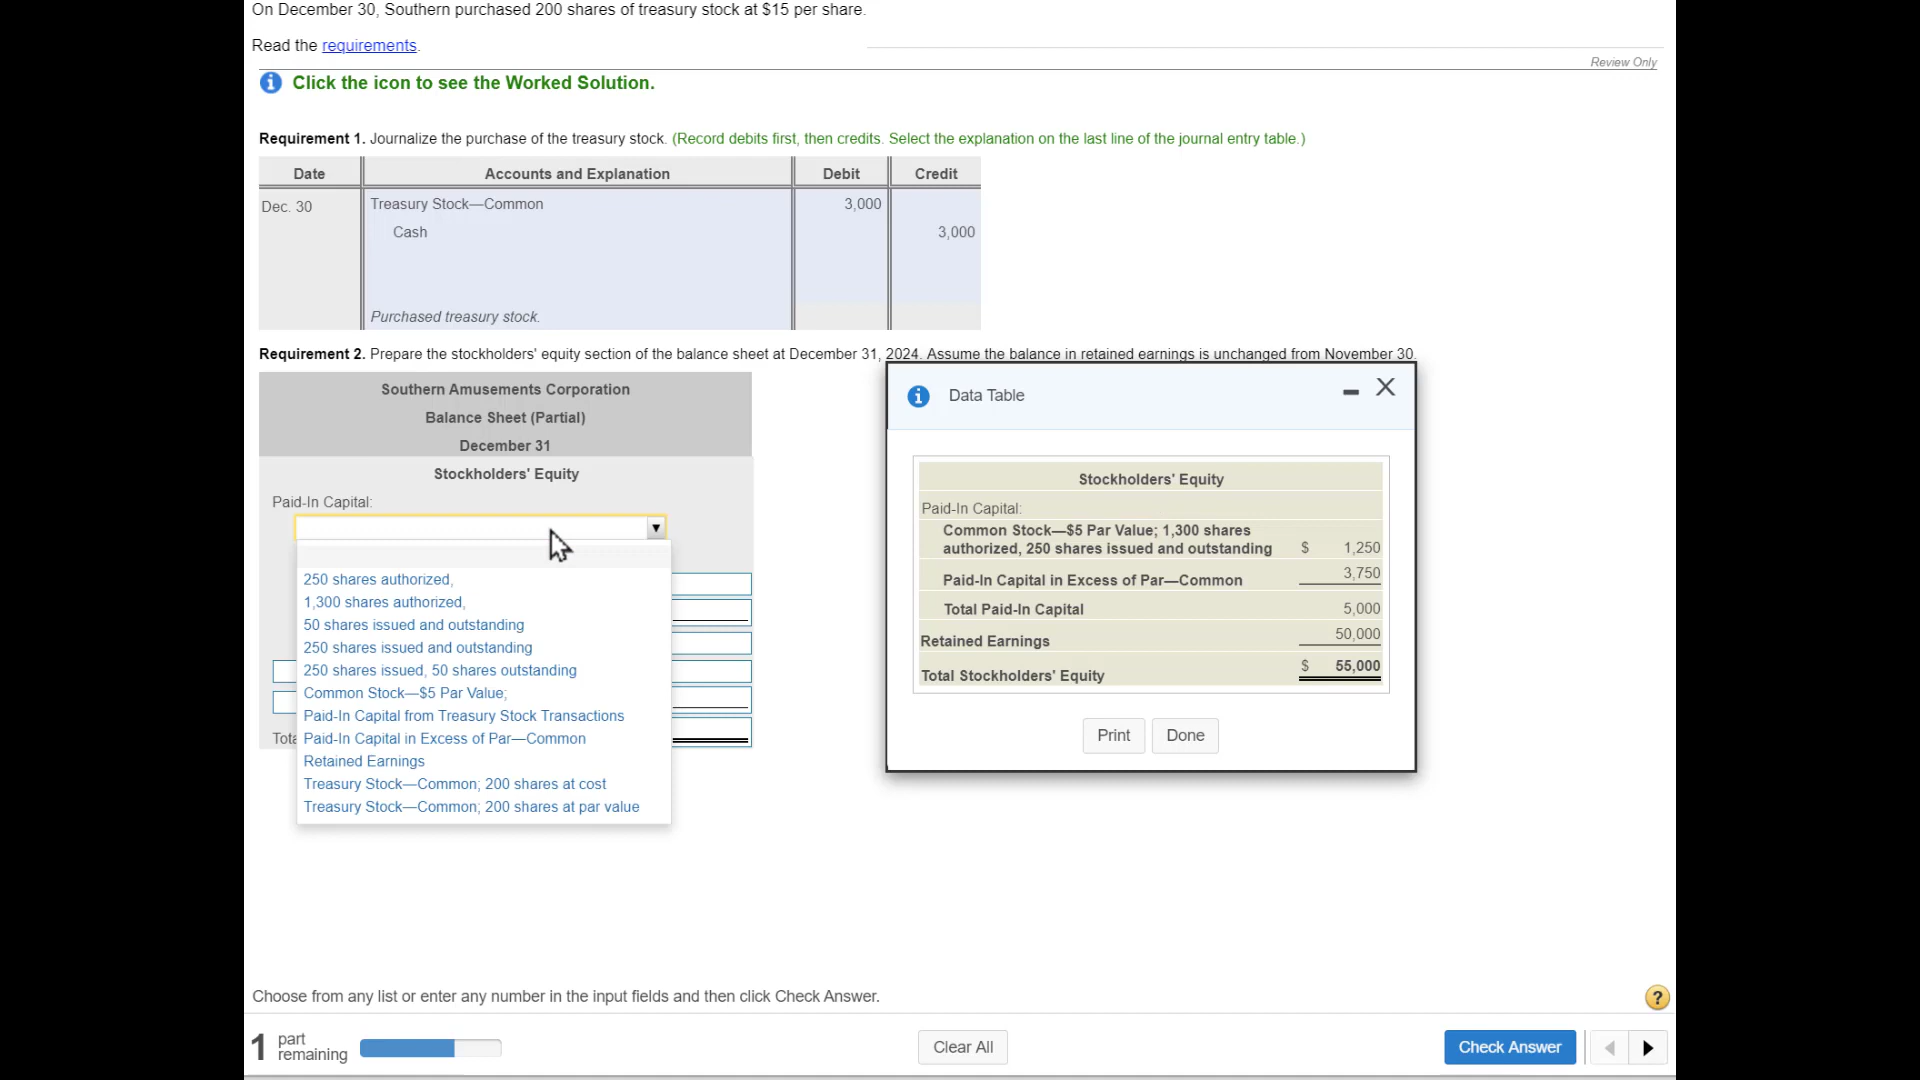 On December 30, Southern purchased 200 shares of treasury stock at $15 per share.
Read the requirements.
Review Only
Click the icon to see the Worked Solution.
Requirement 1. Journalize the purchase of the treasury stock. (Record debits first, then credits. Select the explanation on the last line of the journal entry table.)
Date Accounts and Explanation Debit Credit
Dec. 30 Treasury Stock—Common 3,000
Cash 3,000
Purchased treasury stock.
Requirement 2. Prepare the stockholders' equity section of the balance sheet at December 31, 2024. Assume the balance in retained earnings is unchanged from November 30.
Southern Amusements Corporation
Balance Sheet (Partial)
December 31
Stockholders' Equity
Paid-In Capital:
250 shares authorized,
1,300 shares authorized,
50 shares issued and outstanding
250 shares issued and outstanding
250 shares issued, 50 shares outstanding
Common Stock—$5 Par Value;
Paid-In Capital from Treasury Stock Transactions
Tota
Paid-In Capital in Excess of Par—Common
Retained Earnings
Treasury Stock—Common; 200 shares at cost
Treasury Stock—Common; 200 shares at par value
Data Table
Stockholders' Equity
Paid-In Capital:
Common Stock—$5 Par Value; 1,300 shares
authorized, 250 shares issued and outstanding $ 1,250
Paid-In Capital in Excess of Par—Common 3,750
Total Paid-In Capital 5,000
Retained Earnings 50,000
Total Stockholders' Equity $ 55,000
Print Done
Choose from any list or enter any number in the input fields and then click Check Answer.
?
1 part remaining
Clear All
Check Answer